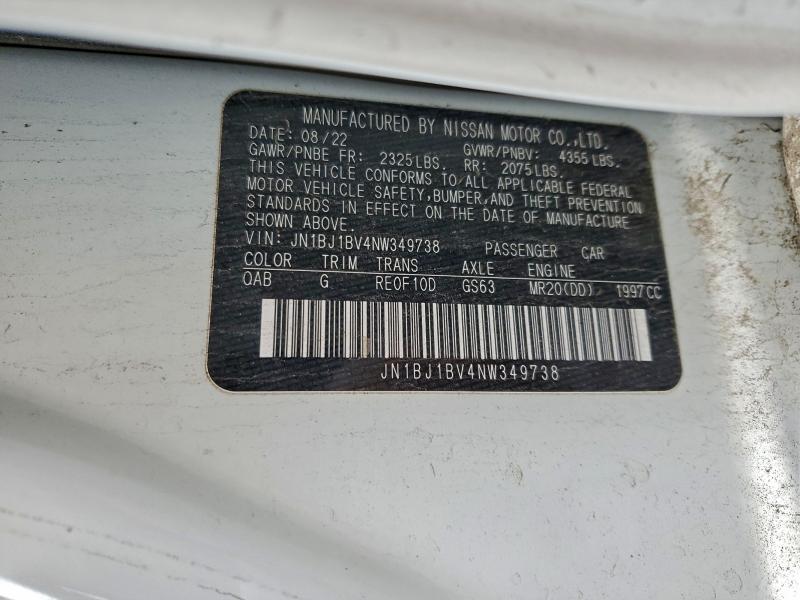 MANUFACTURED BY NISSAN MOTOR CO.,LTD.
DATE: 08/22 GVWR/PNBV: 4355LBS.
GAWR/PNBE FR: 2325LBS. RR: 2075LBS.
THIS VEHICLE CONFORMS TO ALL APPLICABLE FEDERAL
MOTOR VEHICLE SAFETY,BUMPER,AND THEFT PREVENTION
STANDARDS IN EFFECT ON THE DATE OF MANUFACTURE
SHOWN ABOVE.
VIN: JN1BJ1BV4NW349738 PASSENGER CAR
COLOR TRIM TRANS AXLE ENGINE
QAB G RE0F10D GS63 MR20(DD) 1997CC
JN1BJ1BV4NW349738